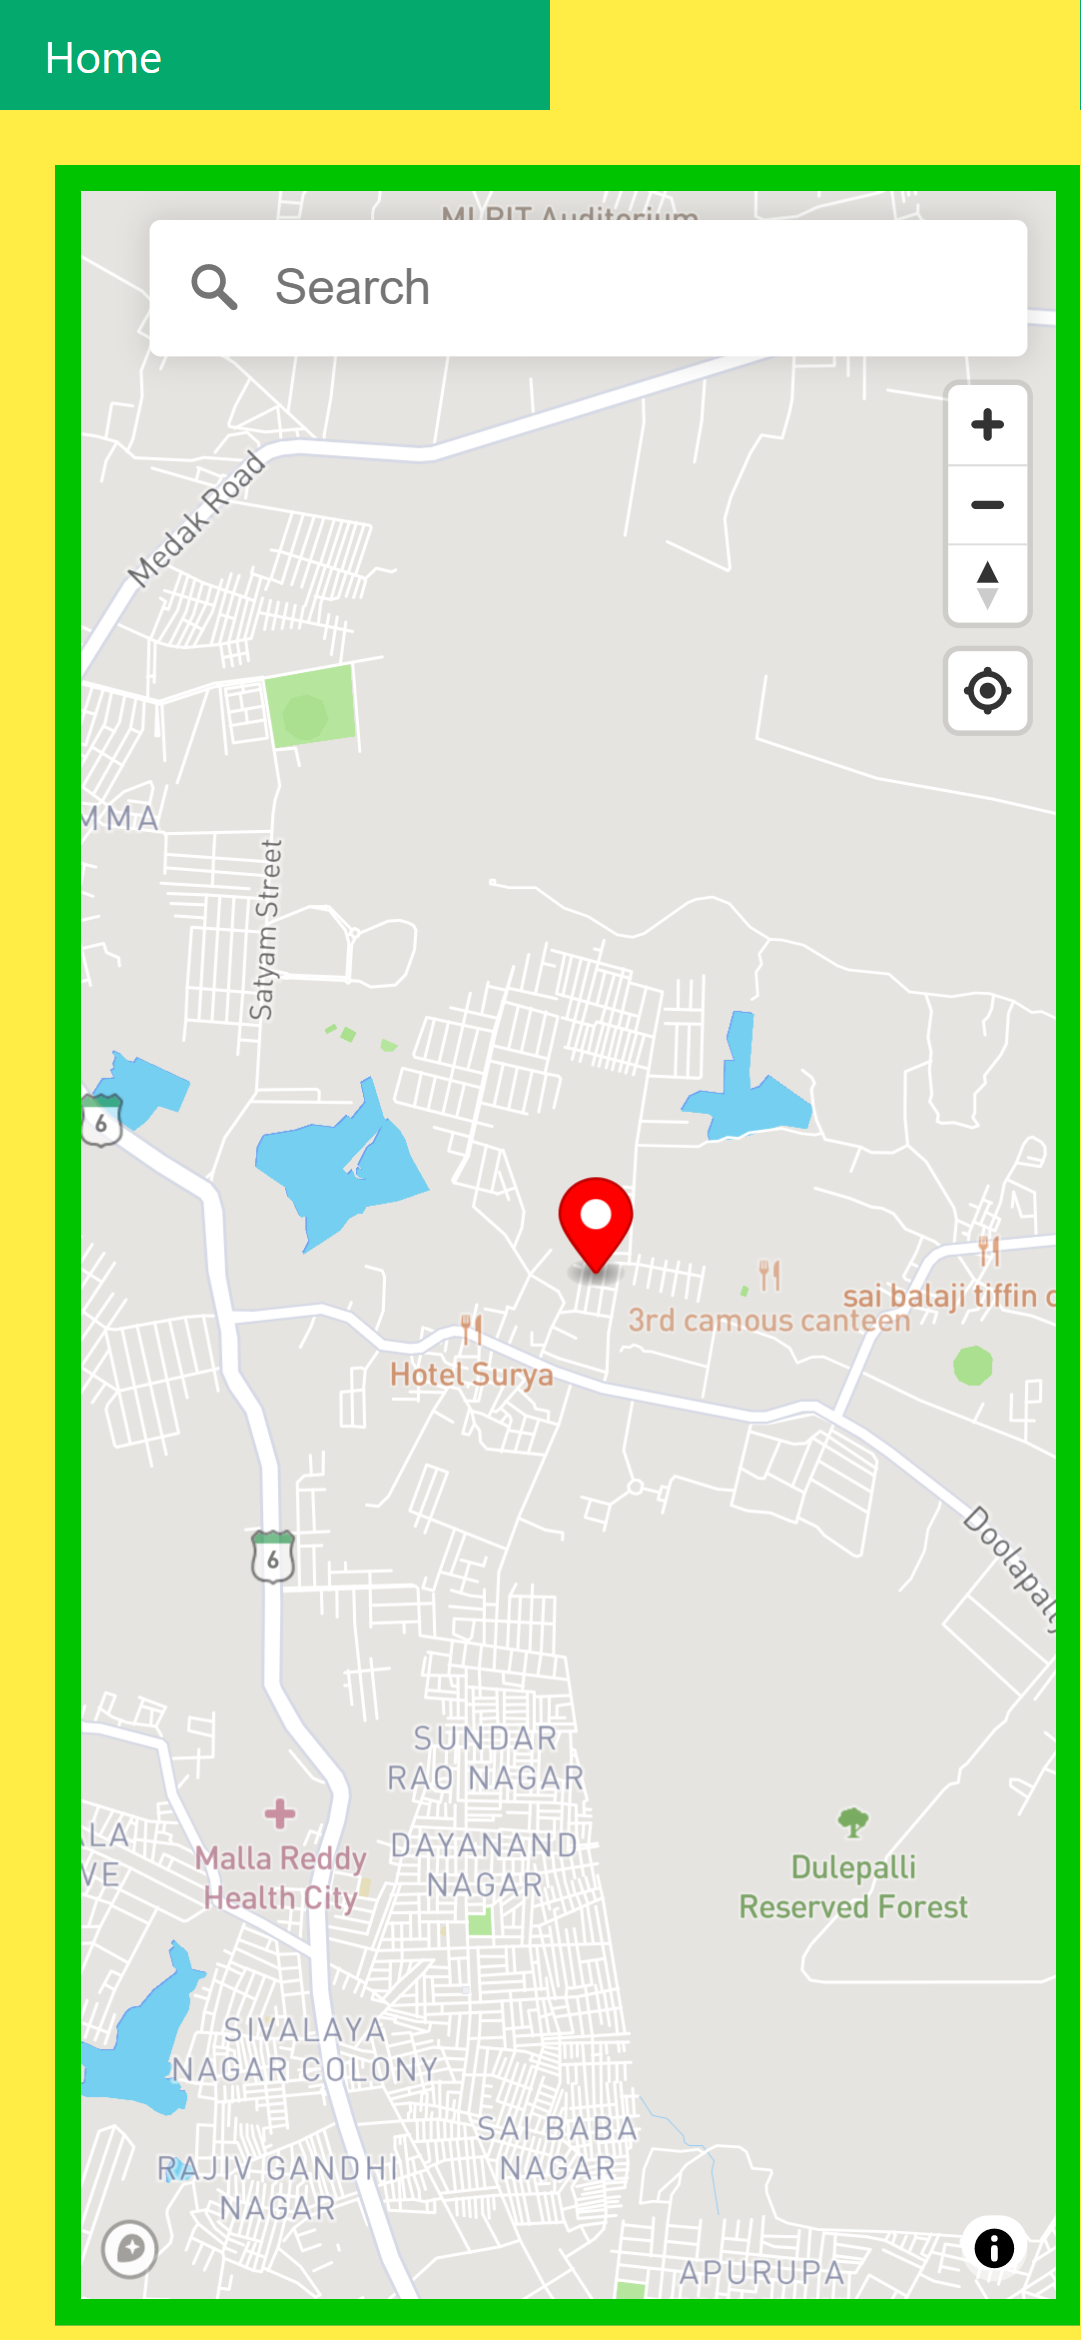 Home
MLRIT Auditorium
Search
Medak Road
MMA
Satyam Street
6
sai balaji tiffin c
3rd camous canteen
Hotel Surya
6
Doolapally
SUNDAR
RAO NAGAR
DAYANAND
NAGAR
ALA
VE
Malla Reddy
Health City
Dulepalli
Reserved Forest
SIVALAYA
NAGAR COLONY
SAI BABA
NAGAR
RAJIV GANDHI
NAGAR
APURUPA